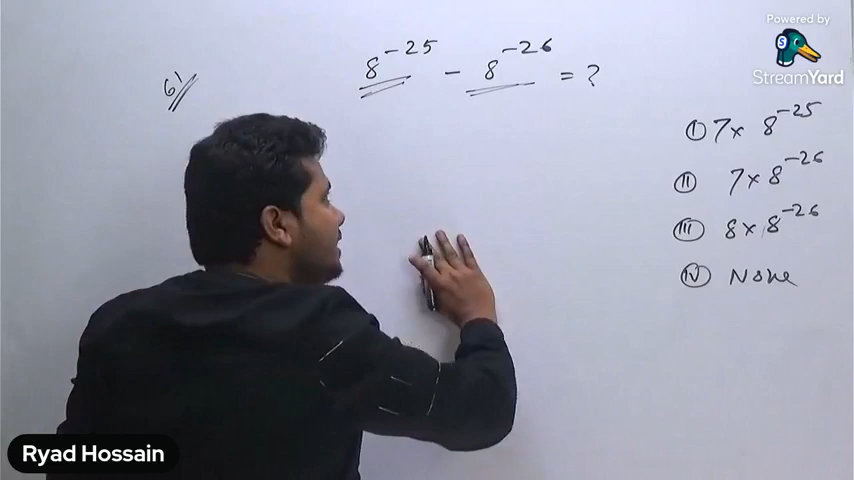 Powered by
StreamYard
6) 8^-25 - 8^-26 = ?
(I) 7 × 8^-25
(II) 7 × 8^-26
(III) 8 × 8^-26
(IV) None
Ryad Hossain